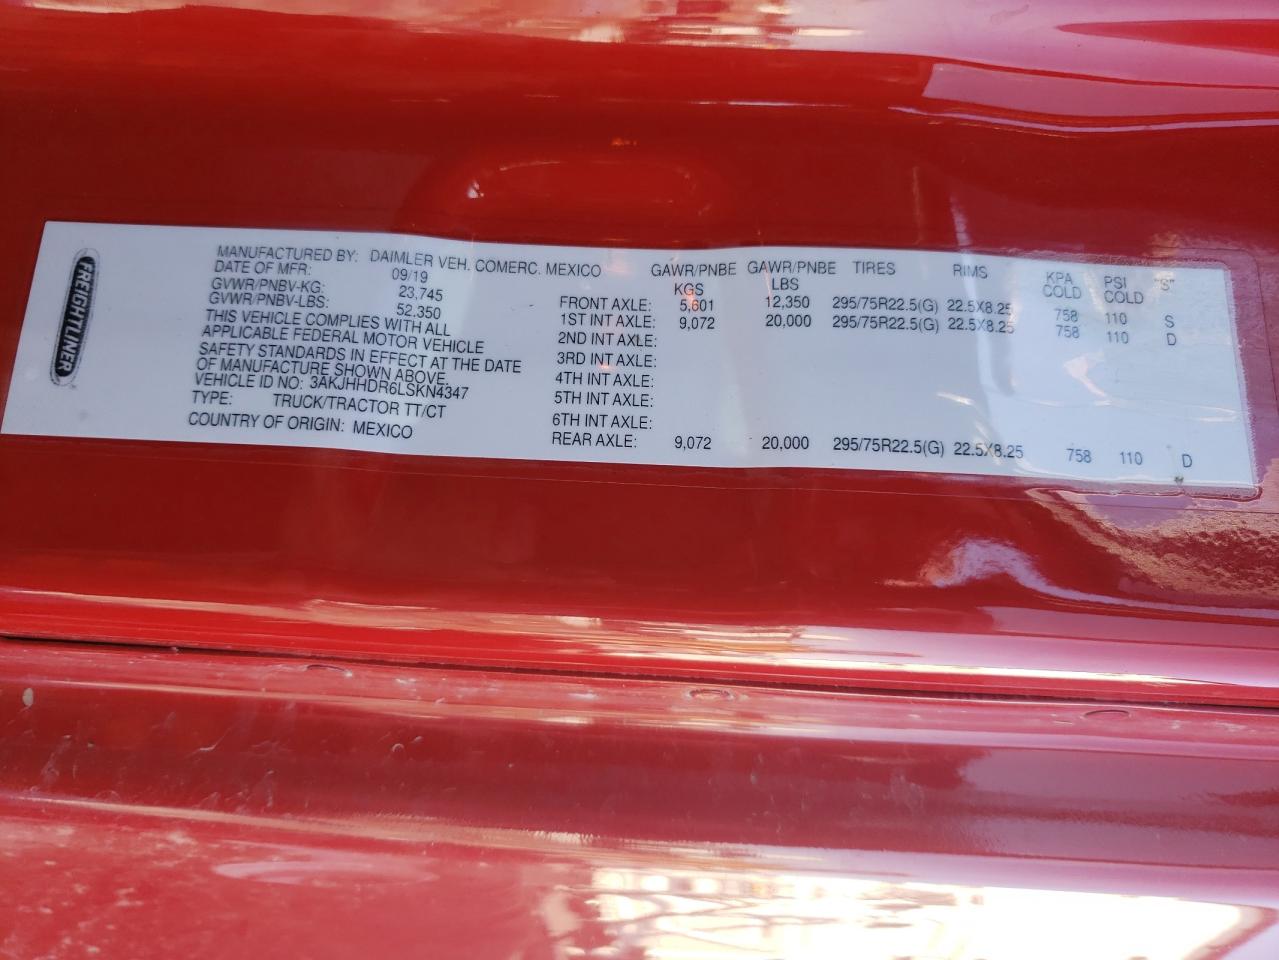 FREIGHTLINER
MANUFACTURED BY: DAIMLER VEH. COMERC. MEXICO
DATE OF MFR: 09/19
GVWR/PNBV-KG: 23,745
GVWR/PNBV-LBS: 52,350
THIS VEHICLE COMPLIES WITH ALL
APPLICABLE FEDERAL MOTOR VEHICLE
SAFETY STANDARDS IN EFFECT AT THE DATE
OF MANUFACTURE SHOWN ABOVE.
VEHICLE ID NO: 3AKJHHDR6LSKN4347
TYPE: TRUCK/TRACTOR TT/CT
COUNTRY OF ORIGIN: MEXICO
GAWR/PNBE KGS GAWR/PNBE LBS TIRES RIMS KPA COLD PSI COLD "S"
FRONT AXLE: 5,601 12,350 295/75R22.5(G) 22.5X8.25 758 110 S
1ST INT AXLE: 9,072 20,000 295/75R22.5(G) 22.5X8.25 758 110 D
2ND INT AXLE:
3RD INT AXLE:
4TH INT AXLE:
5TH INT AXLE:
6TH INT AXLE:
REAR AXLE: 9,072 20,000 295/75R22.5(G) 22.5X8.25 758 110 D